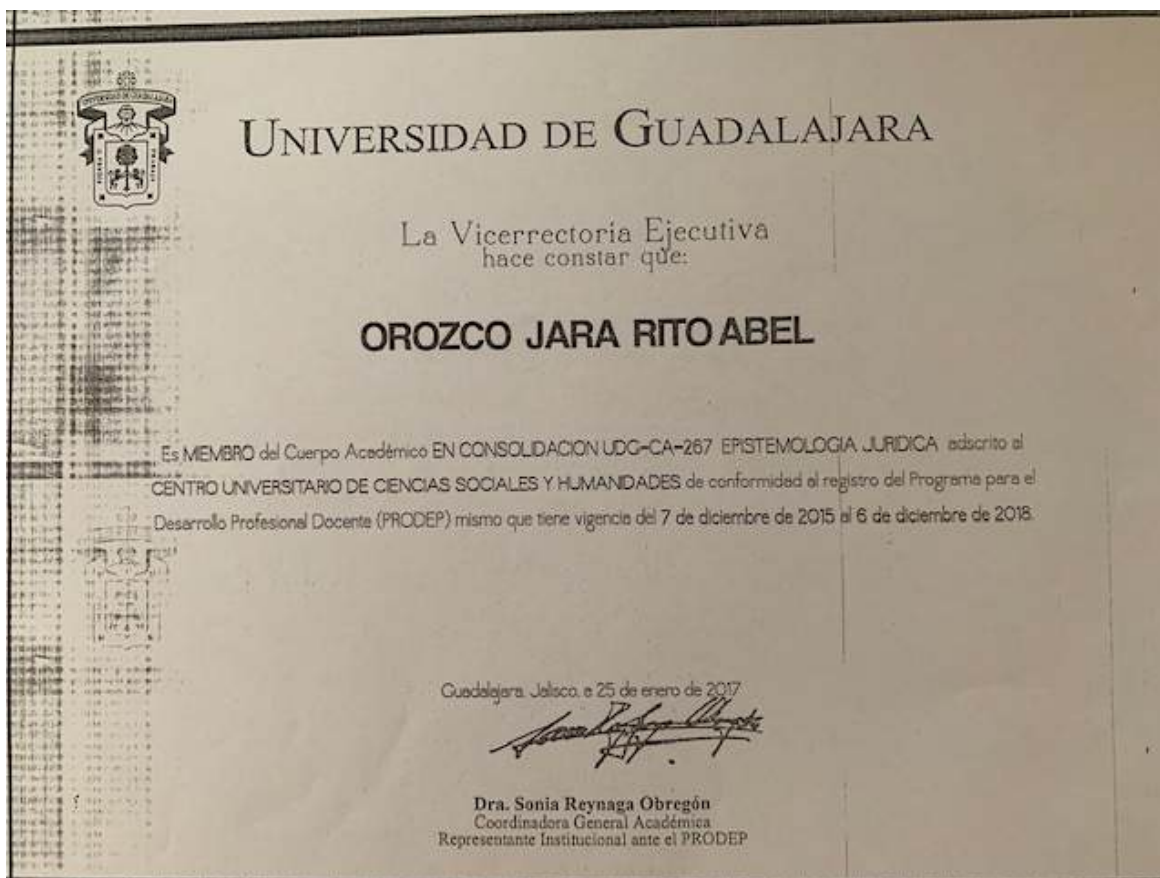 UNIVERSIDAD DE GUADALAJARA
La Vicerrectoría Ejecutiva
hace constar que:
OROZCO JARA RITO ABEL
Es MIEMBRO del Cuerpo Académico EN CONSOLIDACION UDG-CA-267 EPISTEMOLOGIA JURIDICA adscrito al
CENTRO UNIVERSITARIO DE CIENCIAS SOCIALES Y HUMANIDADES de conformidad al registro del Programa para el
Desarrollo Profesional Docente (PRODEP) mismo que tiene vigencia del 7 de diciembre de 2015 al 6 de diciembre de 2018.
Guadalajara, Jalisco, a 25 de enero de 2017
Dra. Sonia Reynaga Obregón
Coordinadora General Académica
Representante Institucional ante el PRODEP